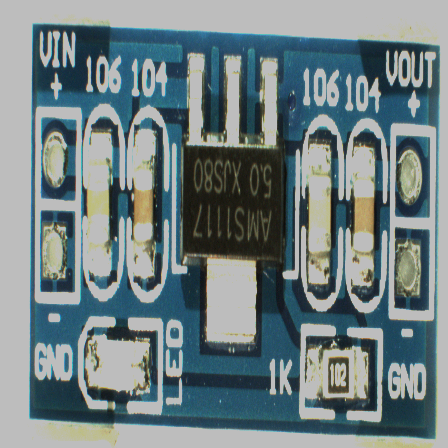 VIN
VOUT
106 104
106 104
+
+
AMS1117
5.0 XJS80
-
-
GND
LED
1K
102
GND